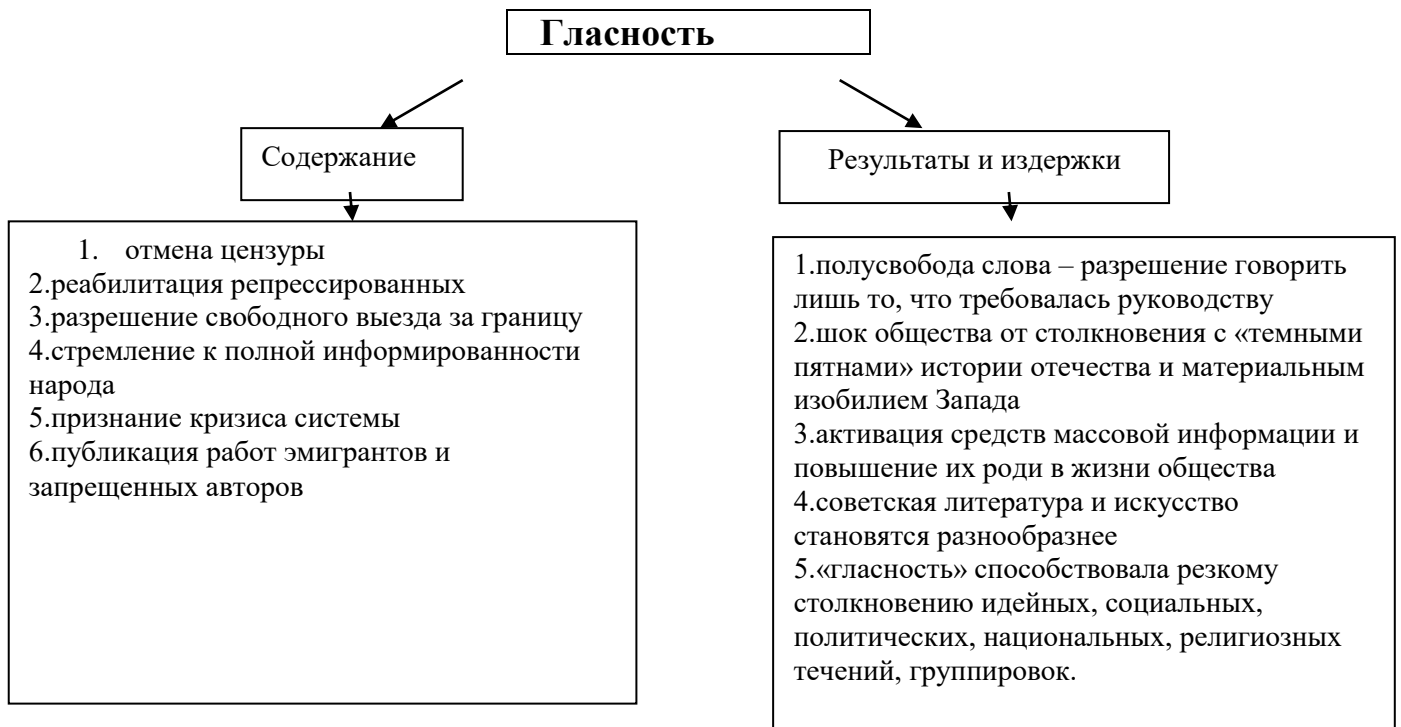 Гласность
Содержание
Результаты и издержки
1. отмена цензуры
2.реабилитация репрессированных
3.разрешение свободного выезда за границу
4.стремление к полной информированности
народа
5.признание кризиса системы
6.публикация работ эмигрантов и
запрещенных авторов
1.полусвобода слова – разрешение говорить
лишь то, что требовалась руководству
2.шок общества от столкновения с «темными
пятнами» истории отечества и материальным
изобилием Запада
3.активация средств массовой информации и
повышение их роди в жизни общества
4.советская литература и искусство
становятся разнообразнее
5.«гласность» способствовала резкому
столкновению идейных, социальных,
политических, национальных, религиозных
течений, группировок.